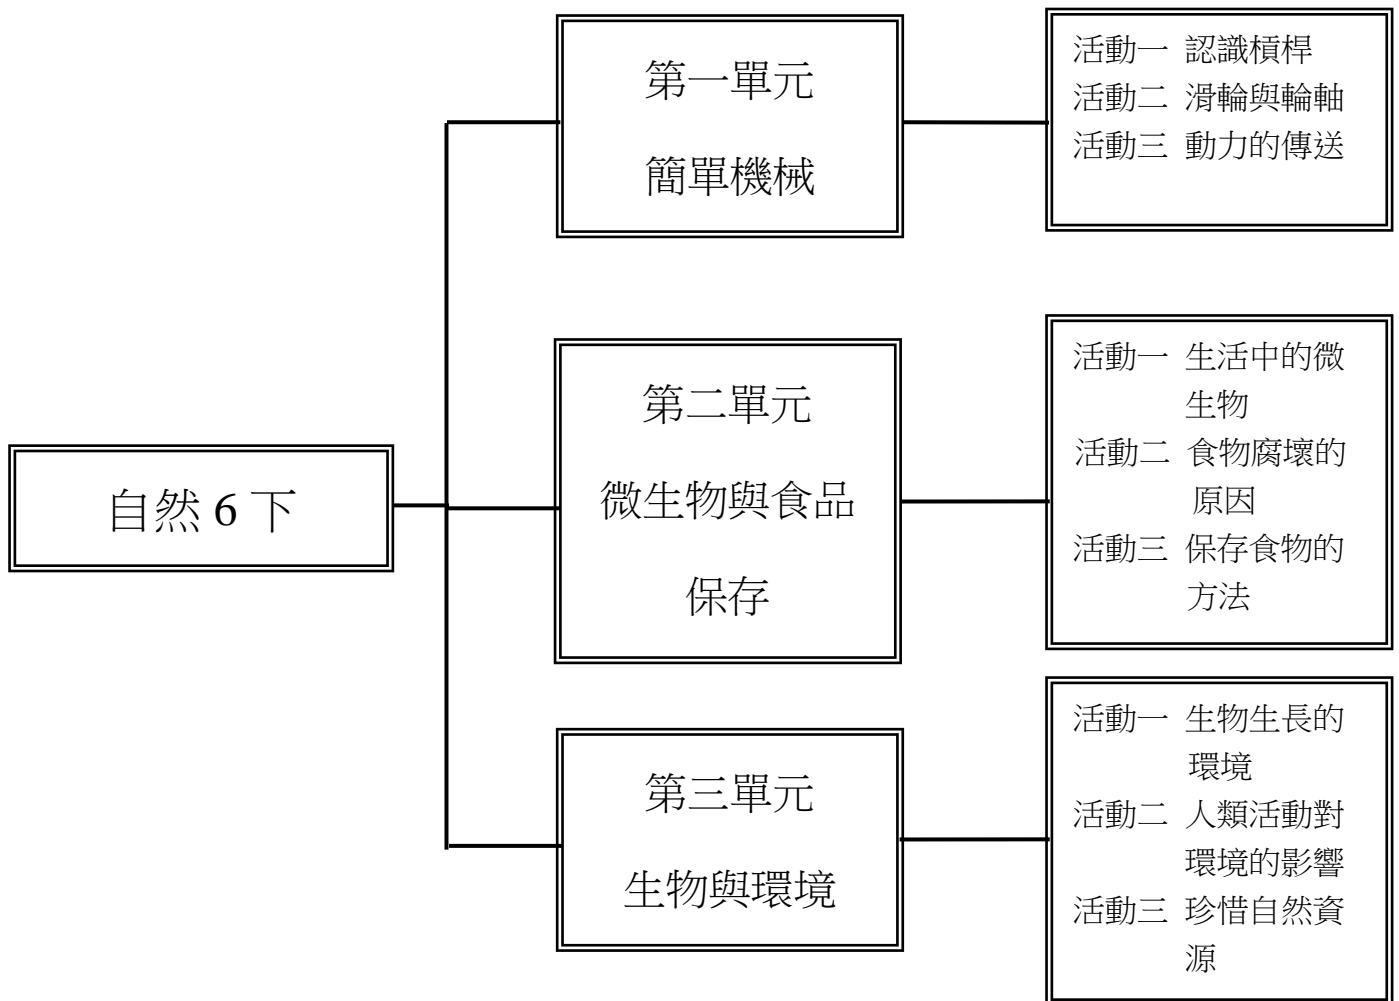 自然 6 下
第一單元
簡單機械
活動一 認識槓桿
活動二 滑輪與輪軸
活動三 動力的傳送
第二單元
微生物與食品
保存
活動一 生活中的微
生物
活動二 食物腐壞的
原因
活動三 保存食物的
方法
第三單元
生物與環境
活動一 生物生長的
環境
活動二 人類活動對
環境的影響
活動三 珍惜自然資
源